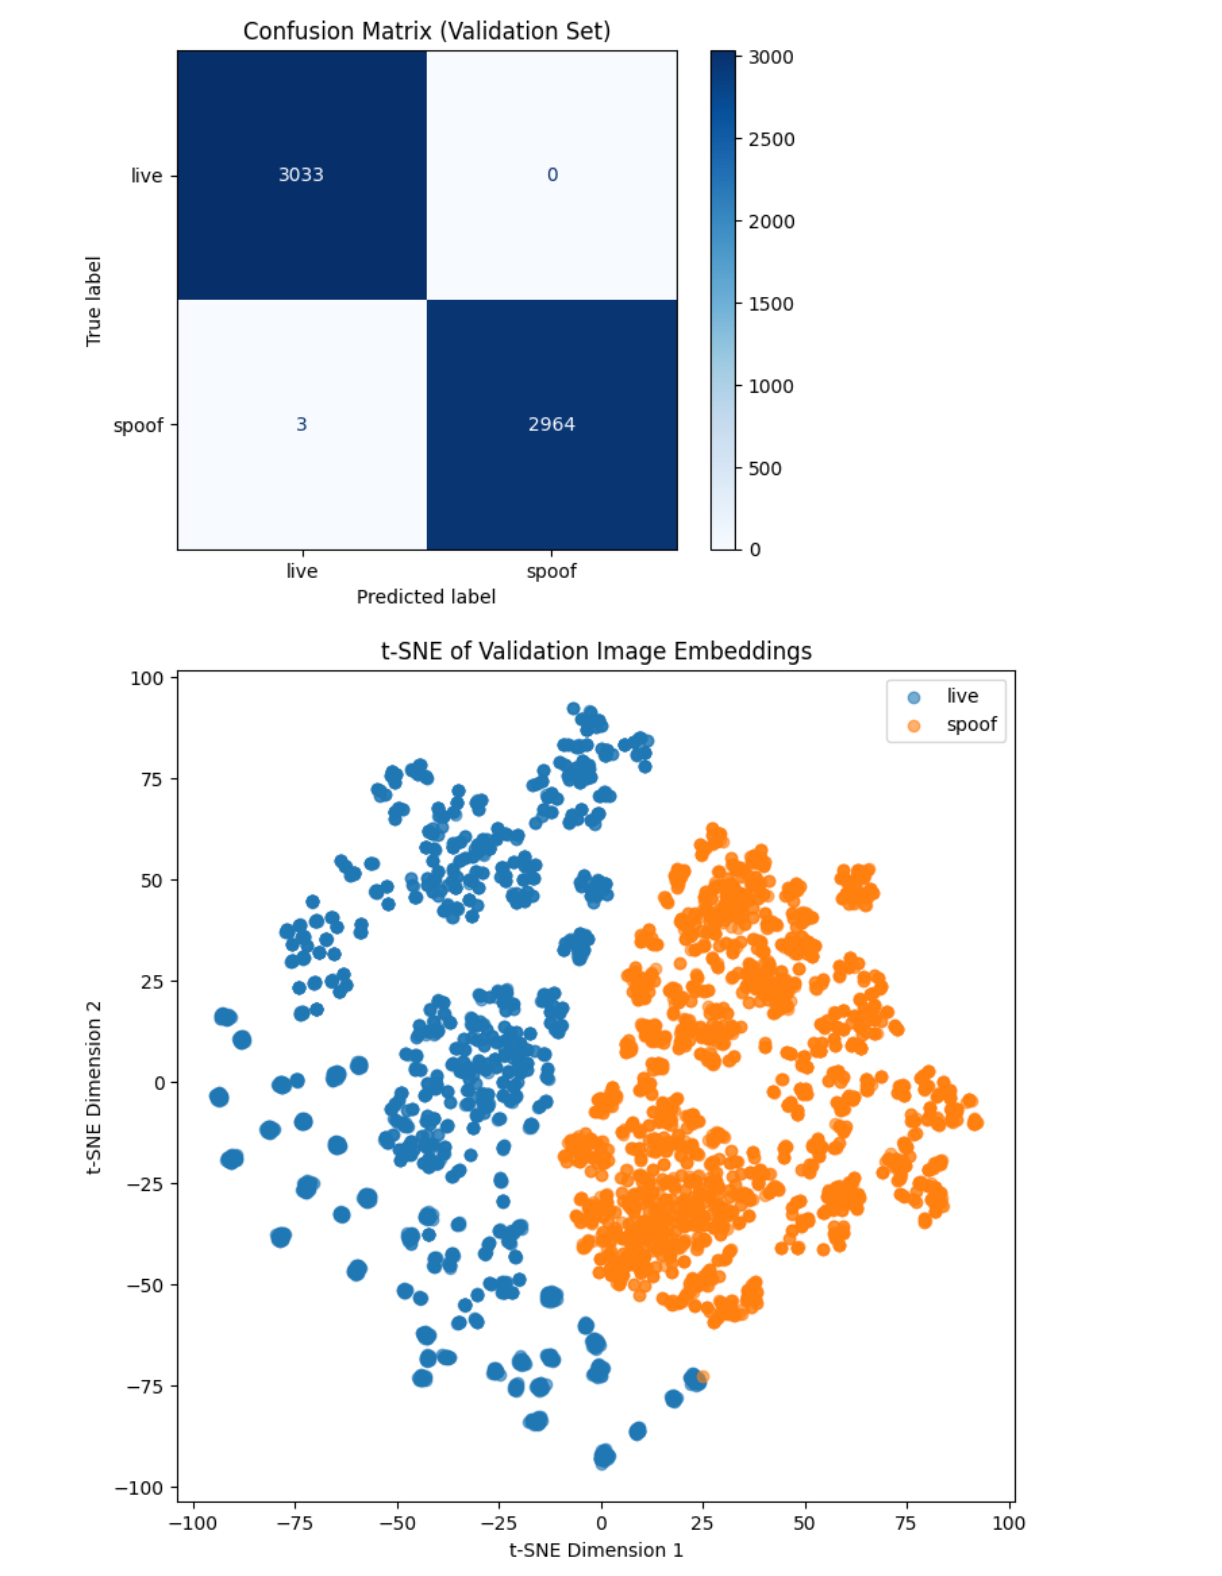 Confusion Matrix (Validation Set)
3000
2500
2000
1500
1000
500
0
True label
live
3033
0
spoof
3
2964
live
spoof
Predicted label
t-SNE of Validation Image Embeddings
live
spoof
t-SNE Dimension 2
100
75
50
25
0
−25
−50
−75
−100
−100
−75
−50
−25
0
25
50
75
100
t-SNE Dimension 1